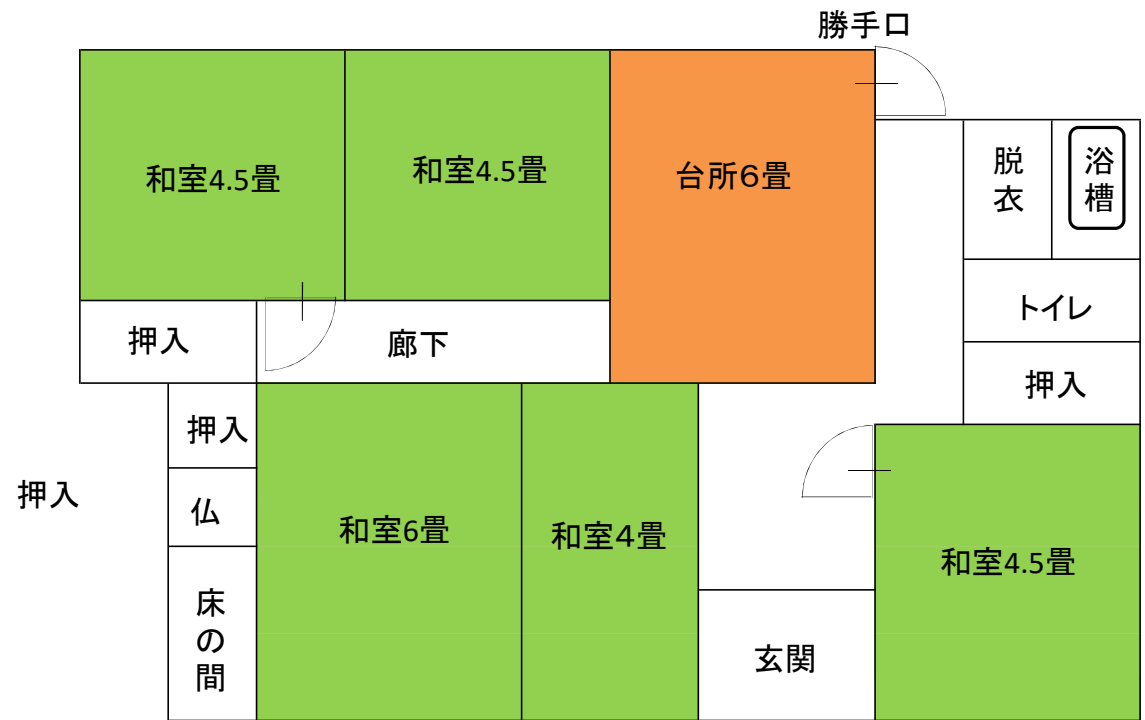 勝手口
和室4.5畳
和室4.5畳
台所６畳
脱衣
浴槽
トイレ
押入
廊下
押入
押入
押入
仏
和室6畳
和室４畳
和室4.5畳
床の間
玄関